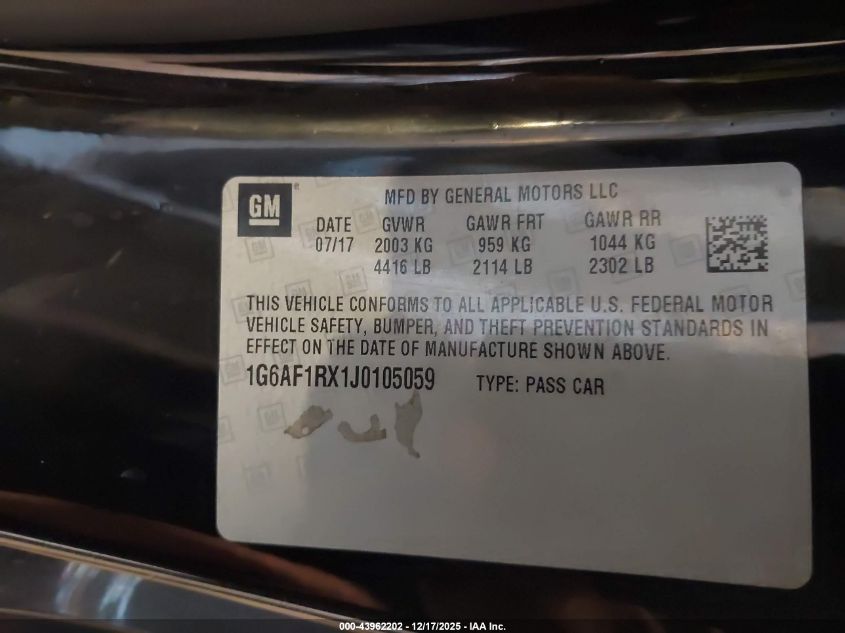 GM
MFD BY GENERAL MOTORS LLC
DATE GVWR GAWR FRT GAWR RR
07/17 2003 KG 959 KG 1044 KG
4416 LB 2114 LB 2302 LB
THIS VEHICLE CONFORMS TO ALL APPLICABLE U.S. FEDERAL MOTOR
VEHICLE SAFETY, BUMPER, AND THEFT PREVENTION STANDARDS IN
EFFECT ON THE DATE OF MANUFACTURE SHOWN ABOVE.
1G6AF1RX1J0105059 TYPE: PASS CAR
000-43962202 - 12/17/2025 - IAA Inc.